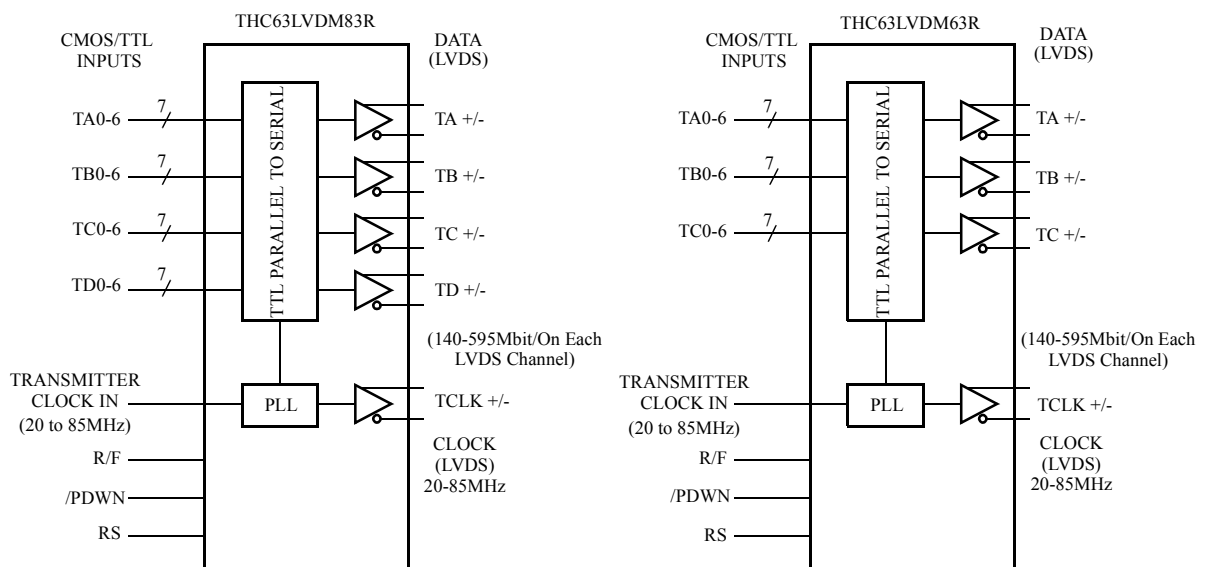 THC63LVDM83R
CMOS/TTL
INPUTS
DATA
(LVDS)
TTL PARALLEL TO SERIAL
TA0-6
7
TA +/-
TB0-6
7
TB +/-
TC0-6
7
TC +/-
TD0-6
7
TD +/-
(140-595Mbit/On Each
LVDS Channel)
TRANSMITTER
CLOCK IN
(20 to 85MHz)
PLL
TCLK +/-
CLOCK
(LVDS)
20-85MHz
R/F
/PDWN
RS
THC63LVDM63R
CMOS/TTL
INPUTS
DATA
(LVDS)
TTL PARALLEL TO SERIAL
TA0-6
7
TA +/-
TB0-6
7
TB +/-
TC0-6
7
TC +/-
(140-595Mbit/On Each
LVDS Channel)
TRANSMITTER
CLOCK IN
(20 to 85MHz)
PLL
TCLK +/-
CLOCK
(LVDS)
20-85MHz
R/F
/PDWN
RS